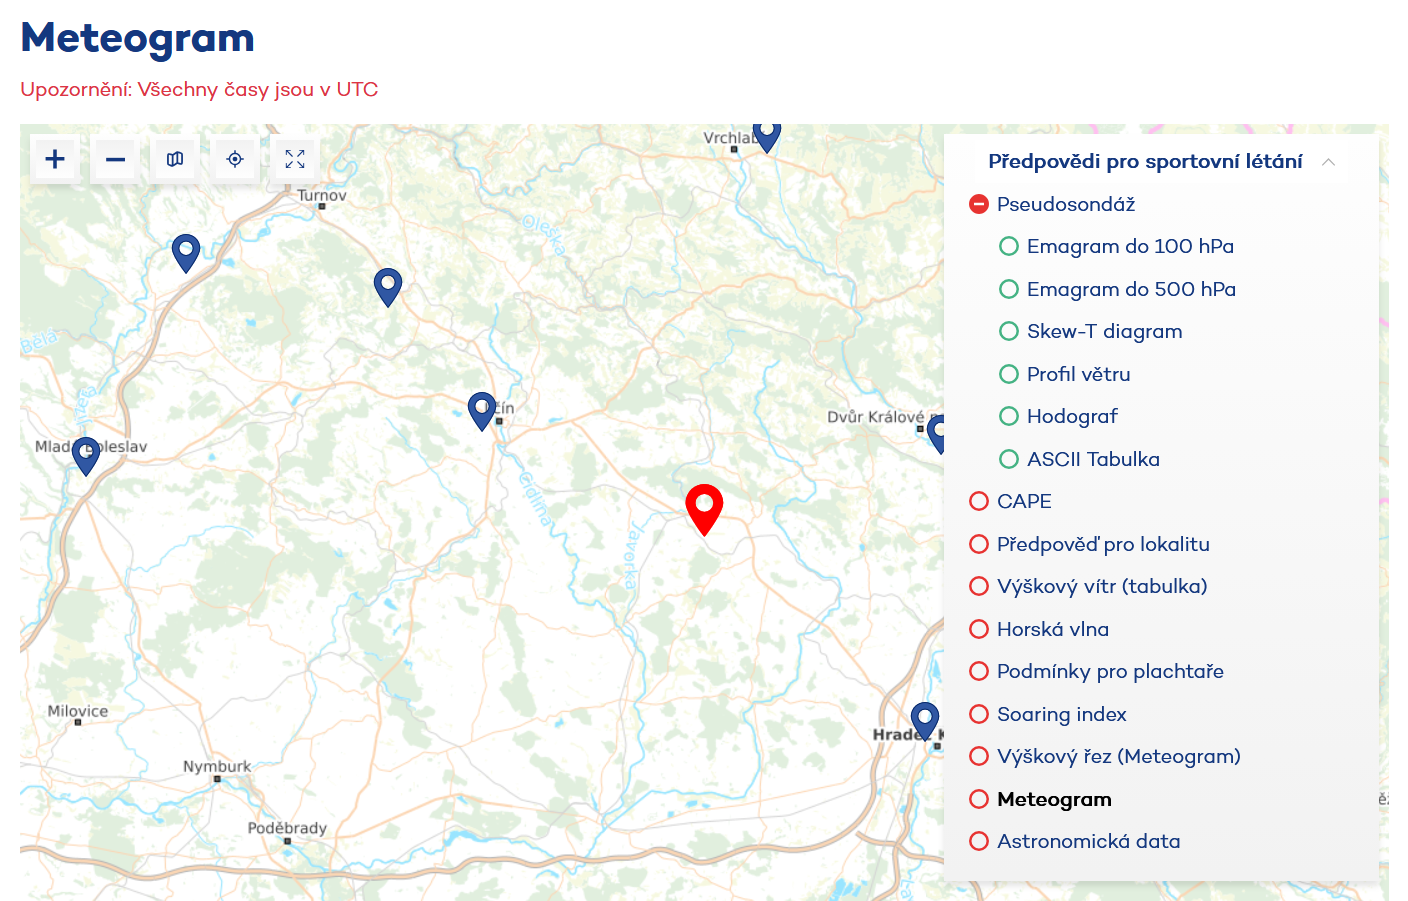 Meteogram
Upozornění: Všechny časy jsou v UTC
Vrchlab
Předpovědi pro sportovní létání
Turnov
Pseudosondáž
Oleška
Emagram do 100 hPa
Emagram do 500 hPa
Skew-T diagram
Bělá
Profil větru
Jizera
Hodograf
Dvůr Králové n
Mladá Boleslav
ASCII Tabulka
Cidlina
CAPE
Javorka
Předpověď pro lokalitu
Výškový vítr (tabulka)
Horská vlna
Podmínky pro plachtaře
Milovice
Soaring index
Hradec K
Nymburk
Výškový řez (Meteogram)
Meteogram
Poděbrady
Astronomická data